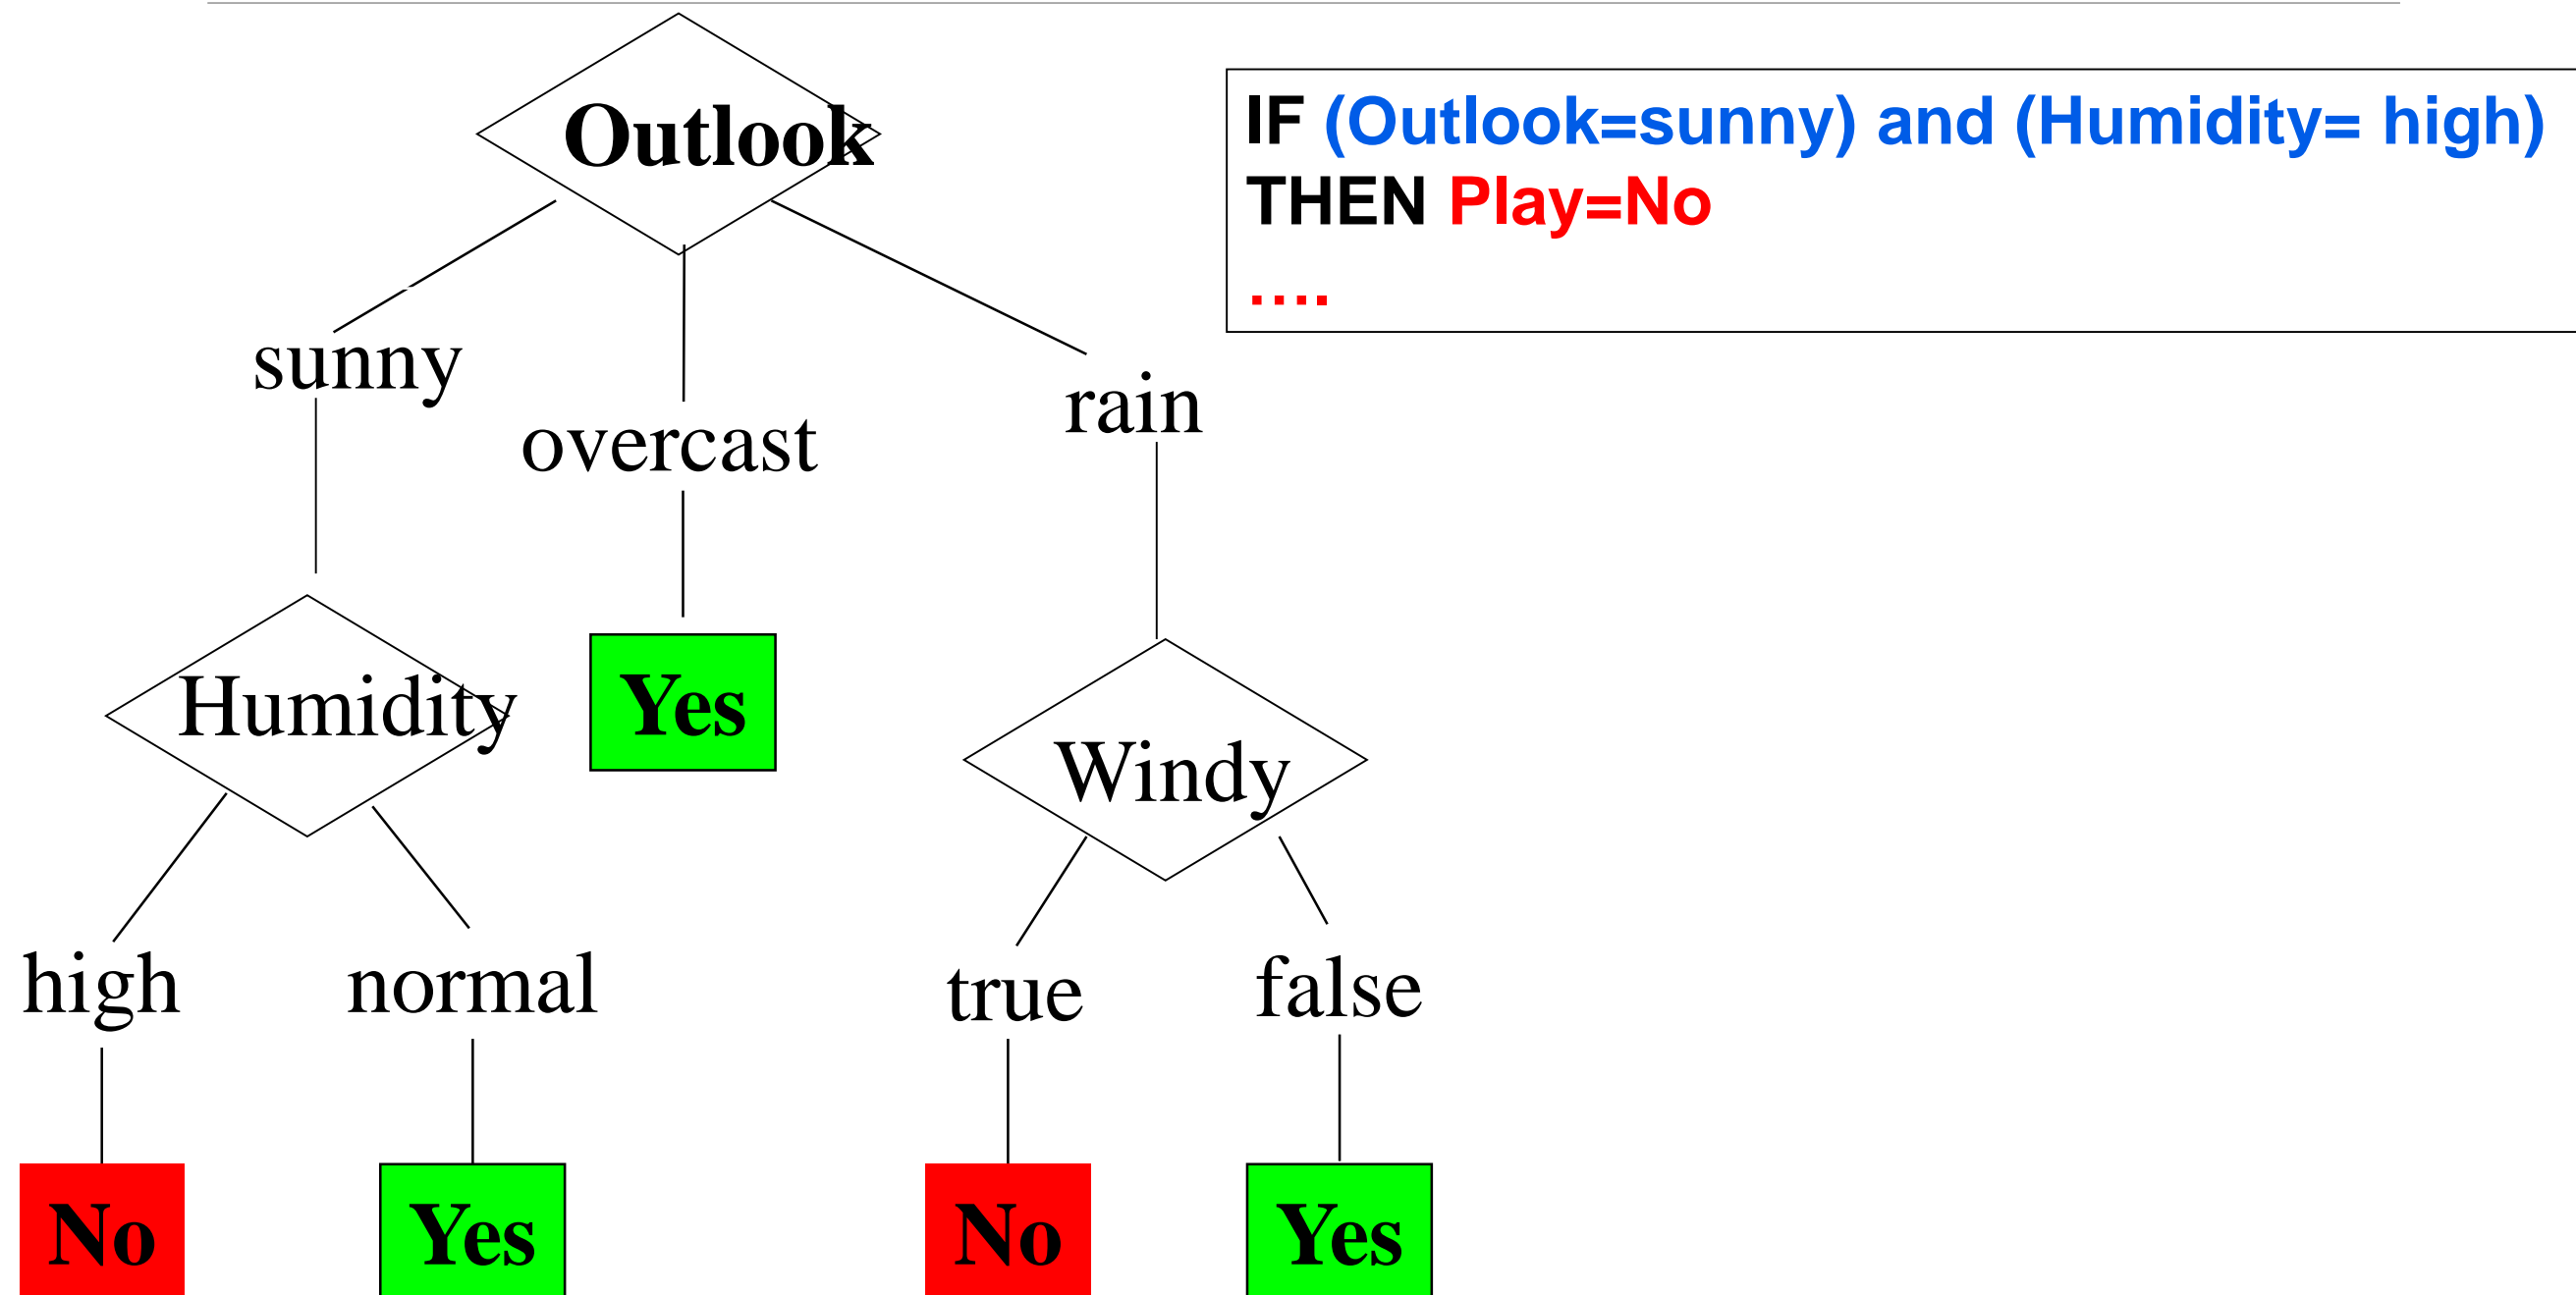 Outlook
IF (Outlook=sunny) and (Humidity= high)
THEN Play=No
....
sunny
overcast
rain
Humidity
Yes
Windy
high
normal
true
false
No
Yes
No
Yes